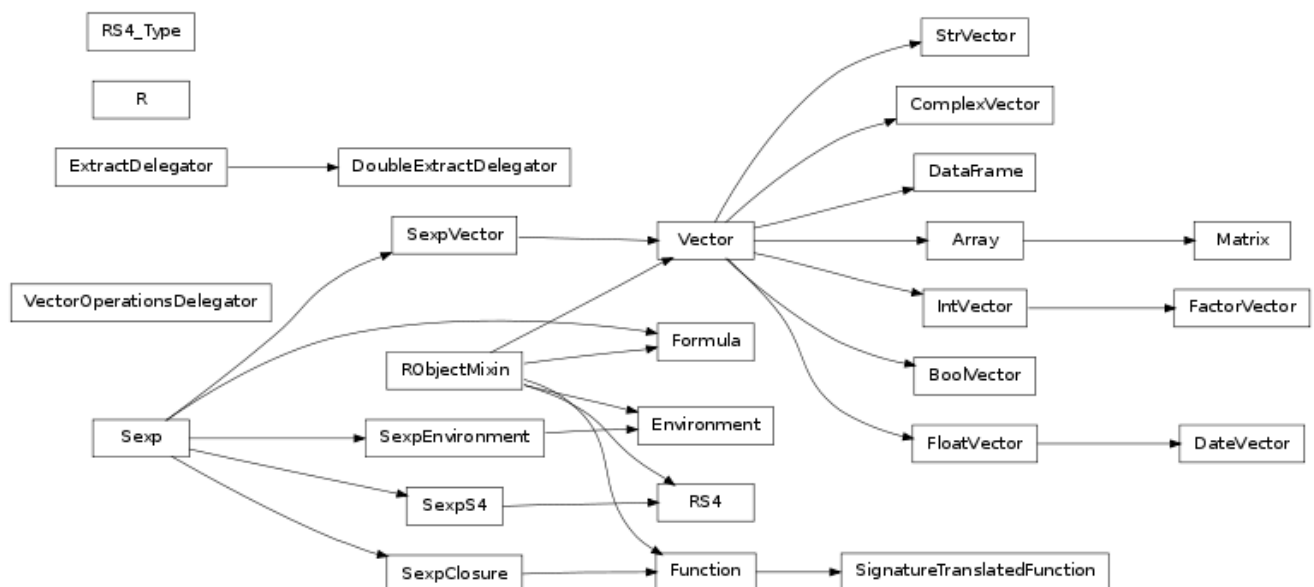 RS4_Type
StrVector
R
ComplexVector
ExtractDelegator
DoubleExtractDelegator
DataFrame
SexpVector
Vector
Array
Matrix
VectorOperationsDelegator
IntVector
FactorVector
Formula
RObjectMixin
BoolVector
Sexp
SexpEnvironment
Environment
FloatVector
DateVector
SexpS4
RS4
SexpClosure
Function
SignatureTranslatedFunction